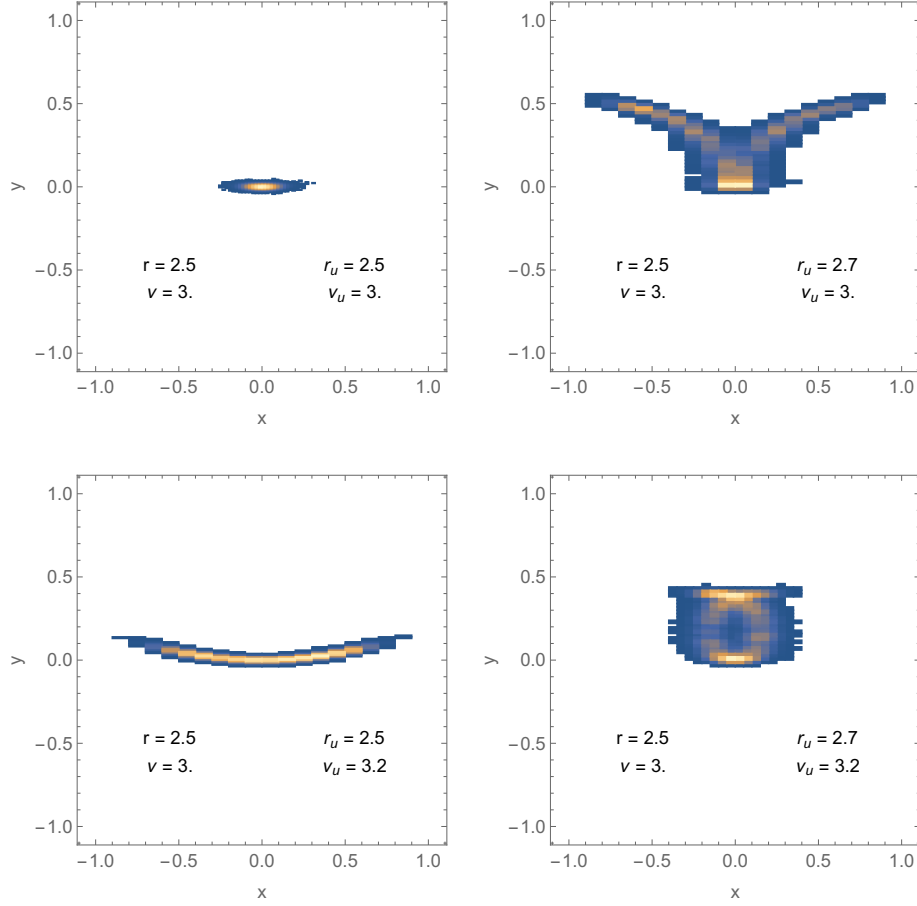 1.0
0.5
0.0
−0.5
−1.0
y
r = 2.5
v = 3.
r_u = 2.5
v_u = 3.
−1.0 −0.5 0.0 0.5 1.0
x
1.0
0.5
0.0
−0.5
−1.0
y
r = 2.5
v = 3.
r_u = 2.7
v_u = 3.
−1.0 −0.5 0.0 0.5 1.0
x
1.0
0.5
0.0
−0.5
−1.0
y
r = 2.5
v = 3.
r_u = 2.5
v_u = 3.2
−1.0 −0.5 0.0 0.5 1.0
x
1.0
0.5
0.0
−0.5
−1.0
y
r = 2.5
v = 3.
r_u = 2.7
v_u = 3.2
−1.0 −0.5 0.0 0.5 1.0
x